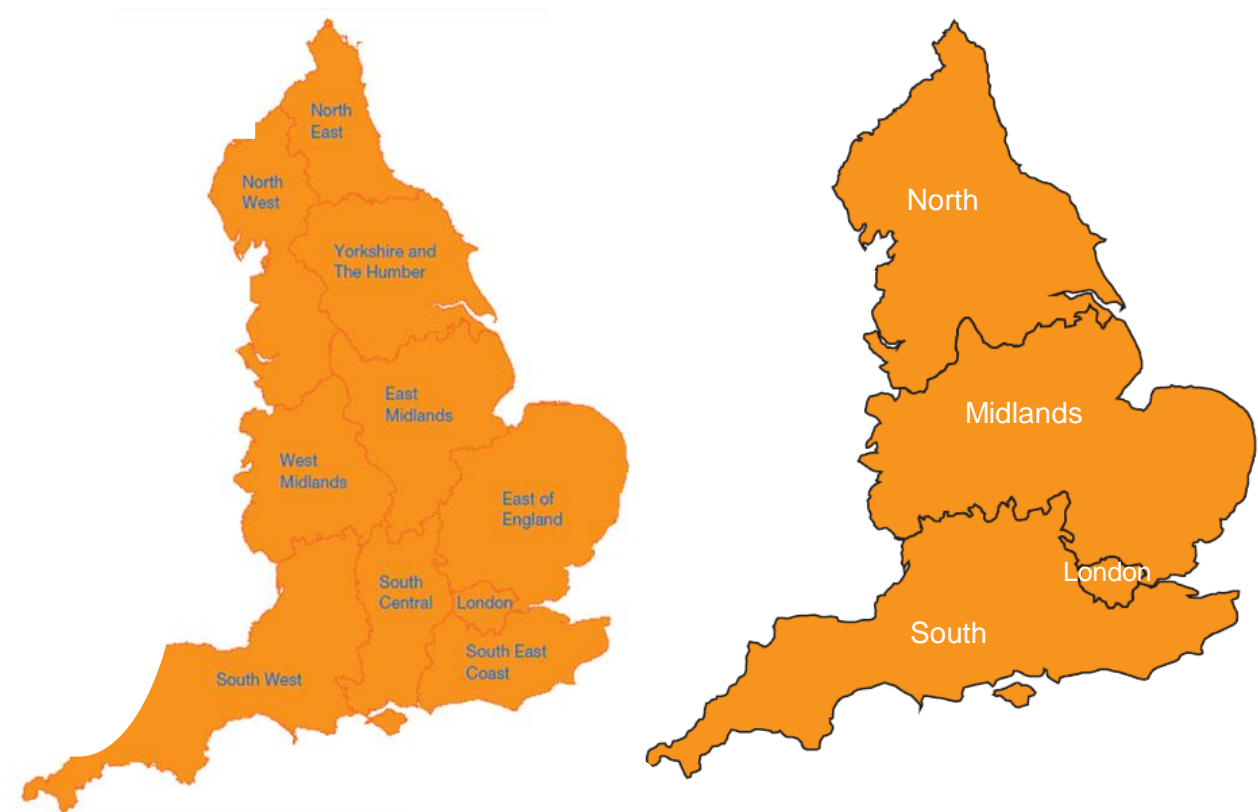 North
East
North
West
Yorkshire and
The Humber
East
Midlands
West
Midlands
East of
England
South
Central
London
South East
Coast
South West
North
Midlands
London
South